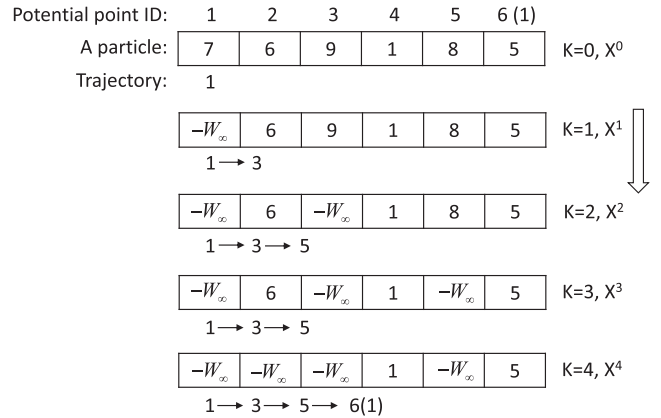 Potential point ID: 1 2 3 4 5 6 (1)
A particle: 7 6 9 1 8 5 K=0, X⁰
Trajectory: 1
-W∞ 6 9 1 8 5 K=1, X¹
1 → 3
-W∞ 6 -W∞ 1 8 5 K=2, X²
1 → 3 → 5
-W∞ 6 -W∞ 1 -W∞ 5 K=3, X³
1 → 3 → 5
-W∞ -W∞ -W∞ 1 -W∞ 5 K=4, X⁴
1 → 3 → 5 → 6(1)